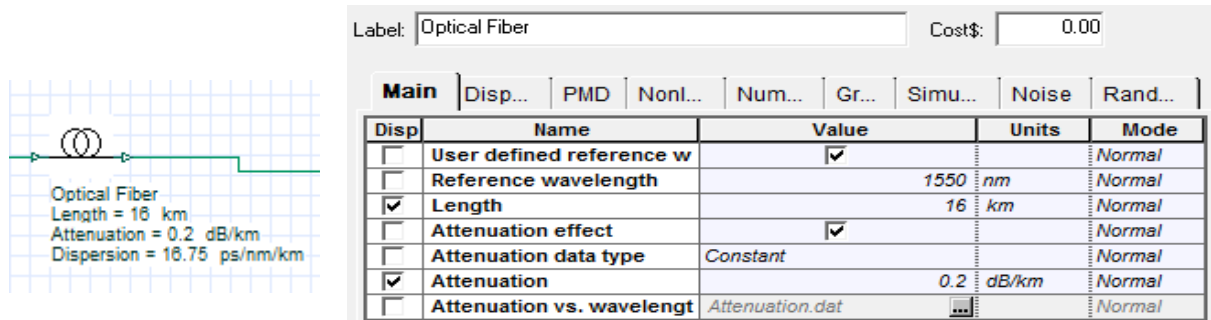 Label: Optical Fiber Cost$: 0.00
Main Disp... PMD Nonl... Num... Gr... Simu... Noise Rand...
Disp Name Value Units Mode
User defined reference w Normal
Reference wavelength 1550 nm Normal
Length 16 km Normal
Attenuation effect Normal
Attenuation data type Constant Normal
Attenuation 0.2 dB/km Normal
Attenuation vs. wavelengt Attenuation.dat ... Normal
Optical Fiber
Length = 16 km
Attenuation = 0.2 dB/km
Dispersion = 16.75 ps/nm/km